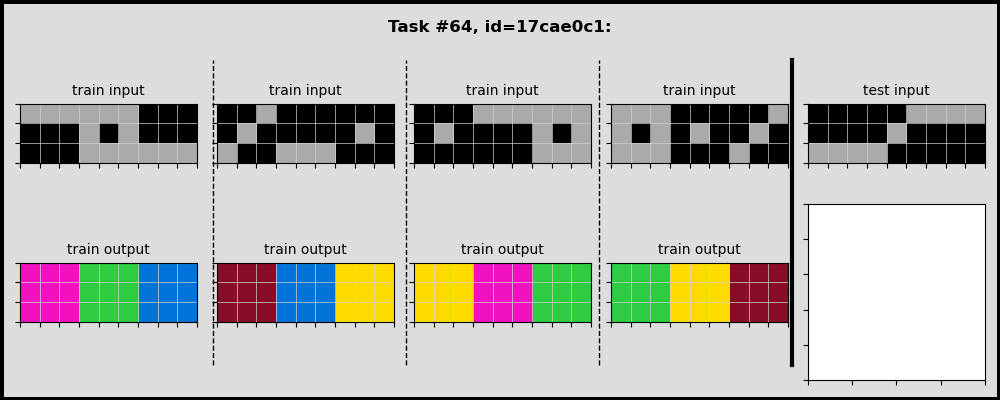 Task #64, id=17cae0c1:
train input train input train input train input test input
train output train output train output train output